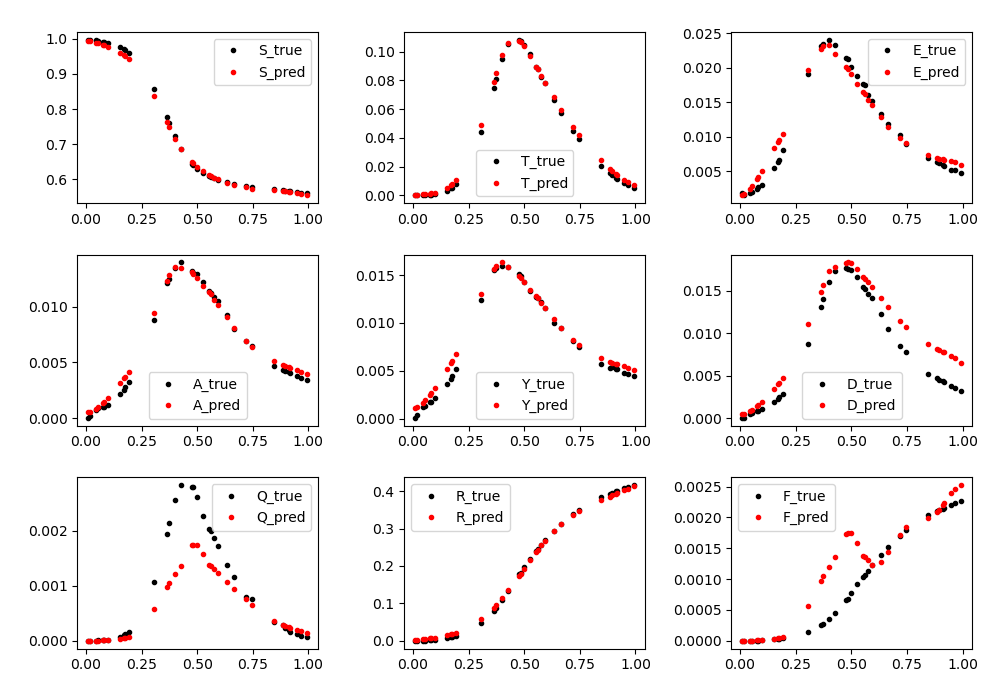 1.0
0.9
0.8
0.7
0.6
0.00 0.25 0.50 0.75 1.00
S_true
S_pred
0.10
0.08
0.06
0.04
0.02
0.00
0.00 0.25 0.50 0.75 1.00
T_true
T_pred
0.025
0.020
0.015
0.010
0.005
0.00 0.25 0.50 0.75 1.00
E_true
E_pred
0.010
0.005
0.000
0.00 0.25 0.50 0.75 1.00
A_true
A_pred
0.015
0.010
0.005
0.000
0.00 0.25 0.50 0.75 1.00
Y_true
Y_pred
0.015
0.010
0.005
0.000
0.00 0.25 0.50 0.75 1.00
D_true
D_pred
0.002
0.001
0.000
0.00 0.25 0.50 0.75 1.00
Q_true
Q_pred
0.4
0.3
0.2
0.1
0.0
0.00 0.25 0.50 0.75 1.00
R_true
R_pred
0.0025
0.0020
0.0015
0.0010
0.0005
0.0000
0.00 0.25 0.50 0.75 1.00
F_true
F_pred